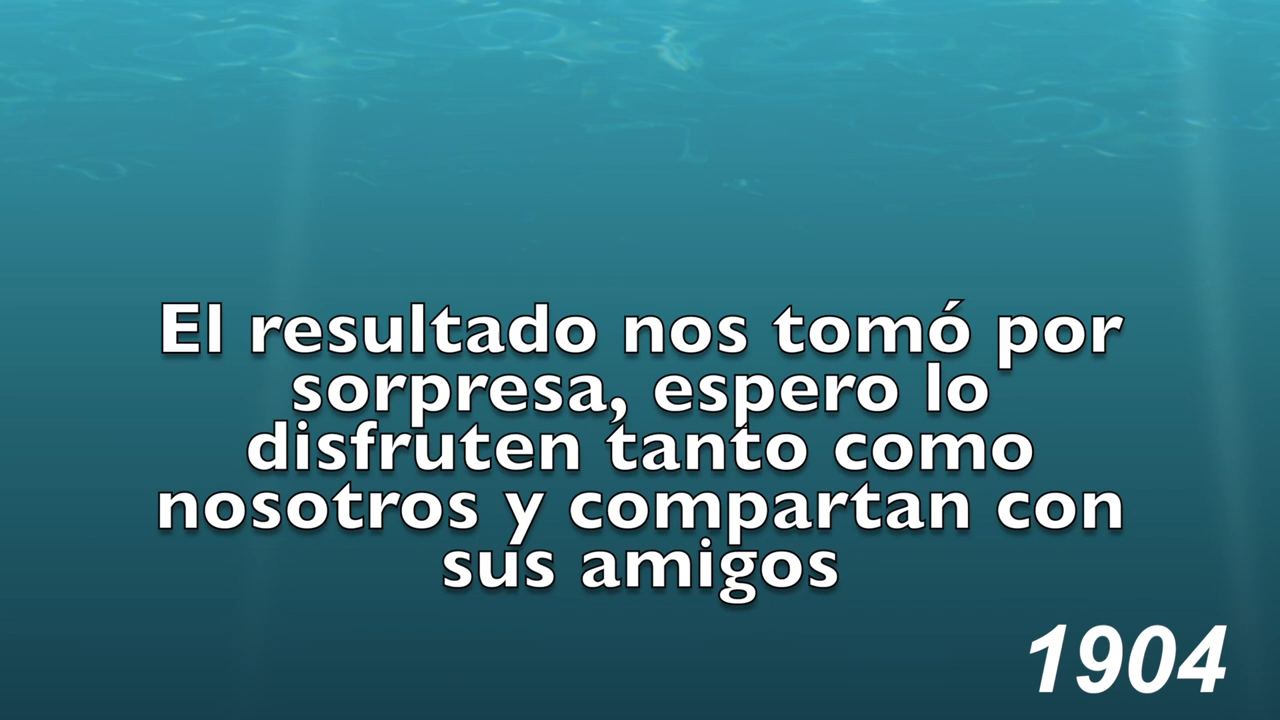 El resultado nos tomó por
sorpresa, espero lo
disfruten tanto como
nosotros y compartan con
sus amigos
1904